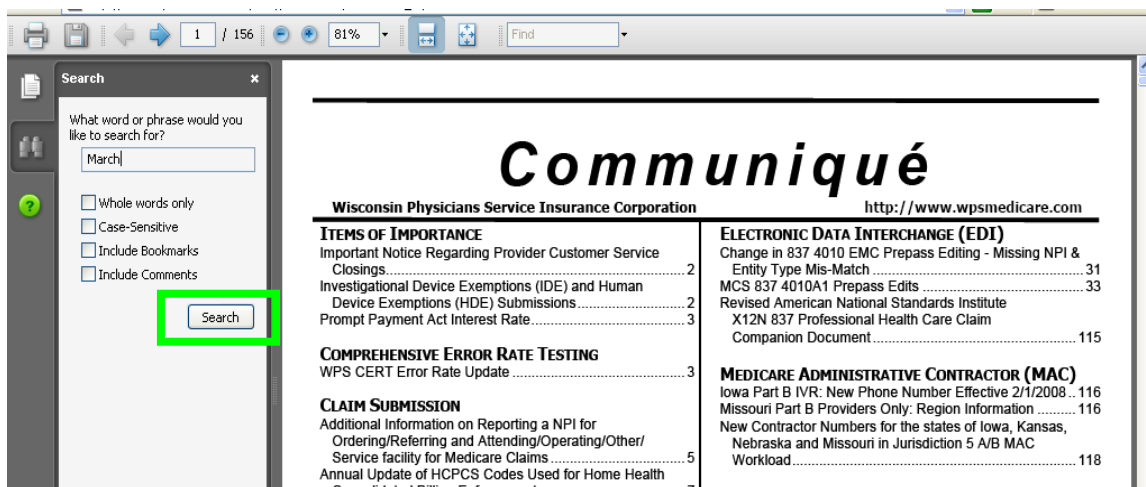 1 / 156
81%
Find
Search
×
What word or phrase would you
like to search for?
March
Whole words only
Case-Sensitive
Include Bookmarks
Include Comments
Search
?
Communiqué
Wisconsin Physicians Service Insurance Corporation http://www.wpsmedicare.com
ITEMS OF IMPORTANCE
Important Notice Regarding Provider Customer Service
Closings 2
Investigational Device Exemptions (IDE) and Human
Device Exemptions (HDE) Submissions 2
Prompt Payment Act Interest Rate 3
COMPREHENSIVE ERROR RATE TESTING
WPS CERT Error Rate Update 3
CLAIM SUBMISSION
Additional Information on Reporting a NPI for
Ordering/Referring and Attending/Operating/Other/
Service facility for Medicare Claims 5
Annual Update of HCPCS Codes Used for Home Health
ELECTRONIC DATA INTERCHANGE (EDI)
Change in 837 4010 EMC Prepass Editing - Missing NPI &
Entity Type Mis-Match 31
MCS 837 4010A1 Prepass Edits 33
Revised American National Standards Institute
X12N 837 Professional Health Care Claim
Companion Document 115
MEDICARE ADMINISTRATIVE CONTRACTOR (MAC)
Iowa Part B IVR: New Phone Number Effective 2/1/2008 .. 116
Missouri Part B Providers Only: Region Information 116
New Contractor Numbers for the states of Iowa, Kansas,
Nebraska and Missouri in Jurisdiction 5 A/B MAC
Workload 118